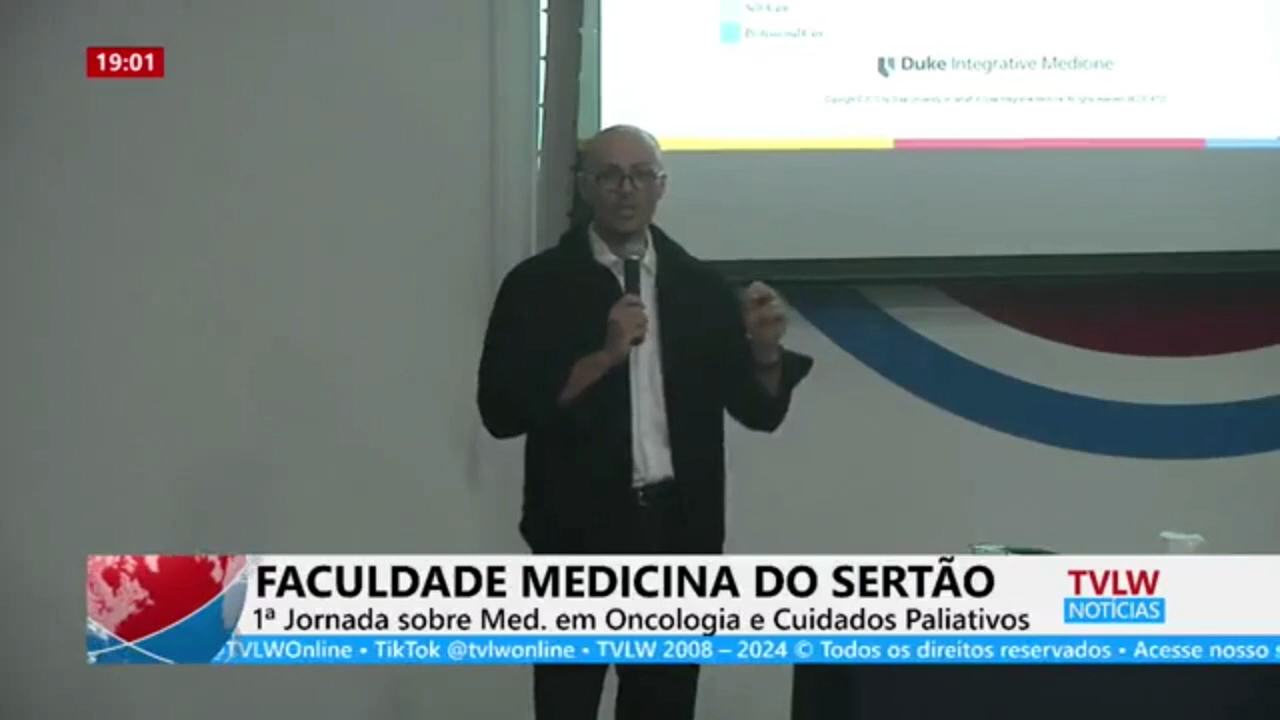 19:01
Duke Integrative Medicine
FACULDADE MEDICINA DO SERTÃO
1ª Jornada sobre Med. em Oncologia e Cuidados Paliativos
TVLW
NOTÍCIAS
TVLWOnline • TikTok @tvlwonline • TVLW 2008 – 2024 © Todos os direitos reservados • Acesse nosso s